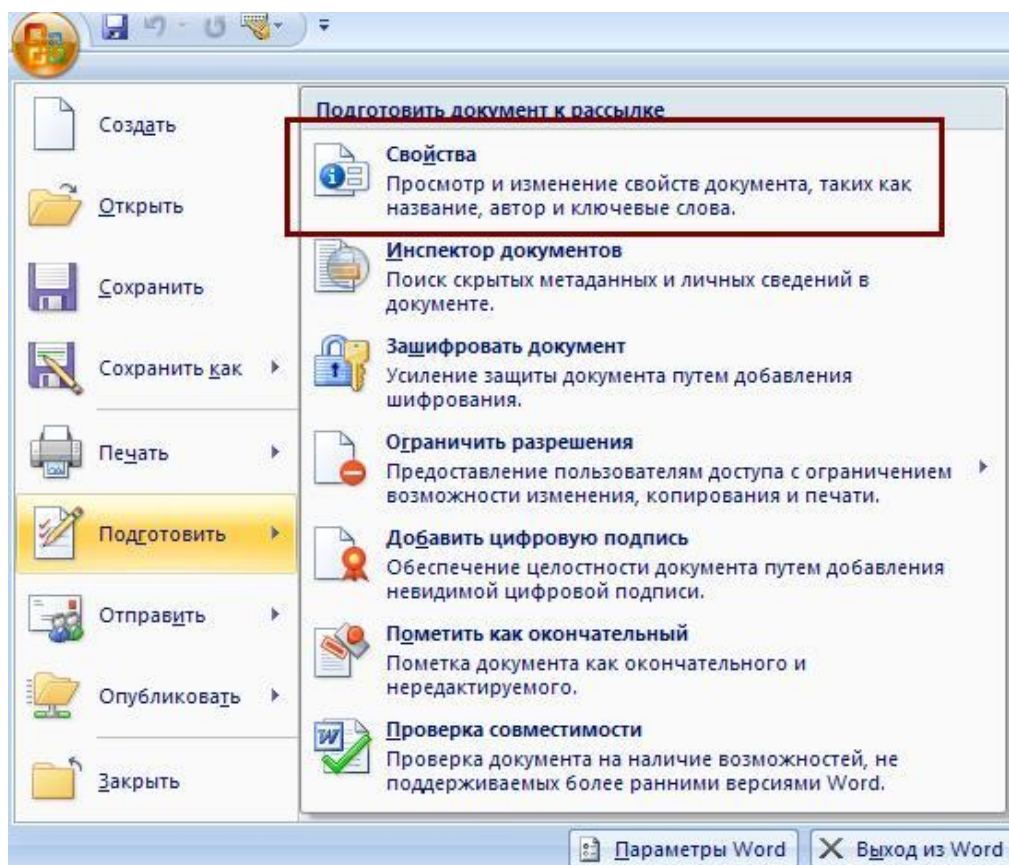 Создать
Открыть
Сохранить
Сохранить как
Печать
Подготовить
Отправить
Опубликовать
Закрыть
Подготовить документ к рассылке
Свойства
Просмотр и изменение свойств документа, таких как
название, автор и ключевые слова.
Инспектор документов
Поиск скрытых метаданных и личных сведений в
документе.
Зашифровать документ
Усиление защиты документа путем добавления
шифрования.
Ограничить разрешения
Предоставление пользователям доступа с ограничением
возможности изменения, копирования и печати.
Добавить цифровую подпись
Обеспечение целостности документа путем добавления
невидимой цифровой подписи.
Пометить как окончательный
Пометка документа как окончательного и
нередактируемого.
Проверка совместимости
Проверка документа на наличие возможностей, не
поддерживаемых более ранними версиями Word.
Параметры Word
Выход из Word